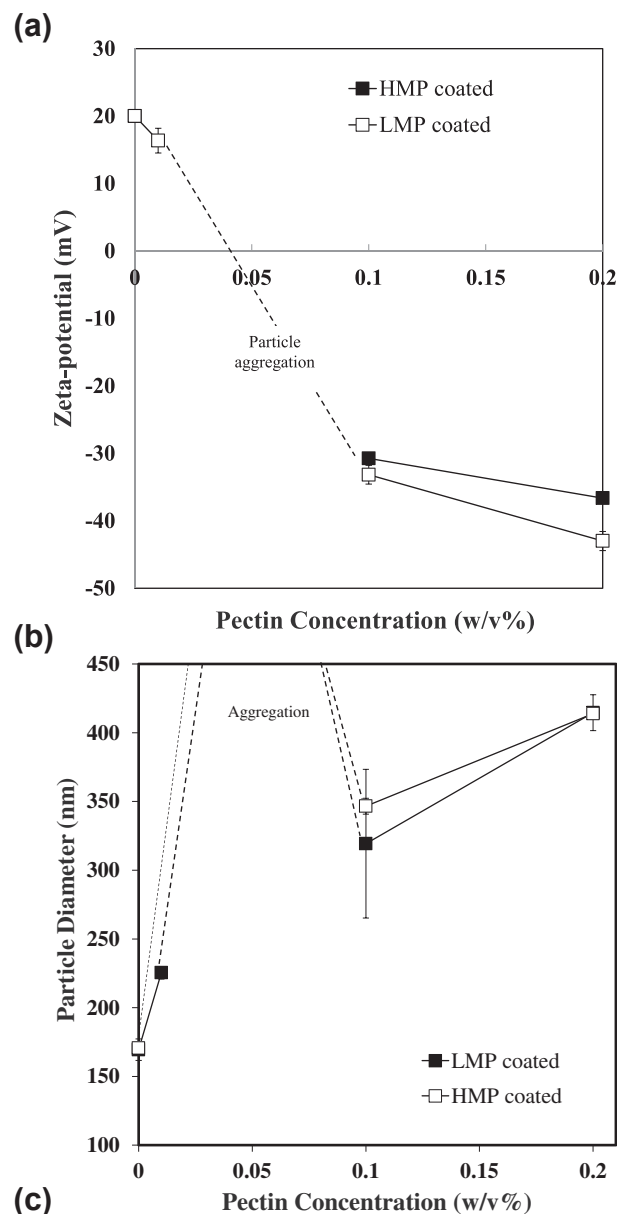 (a)
30
20
10
0
-10
-20
-30
-40
-50
Zeta-potential (mV)
HMP coated
LMP coated
0 0.05 0.1 0.15 0.2
Particle
aggregation
Pectin Concentration (w/v%)
(b)
450
400
350
300
250
200
150
100
Particle Diameter (nm)
Aggregation
LMP coated
HMP coated
0 0.05 0.1 0.15 0.2
Pectin Concentration (w/v%)
(c)